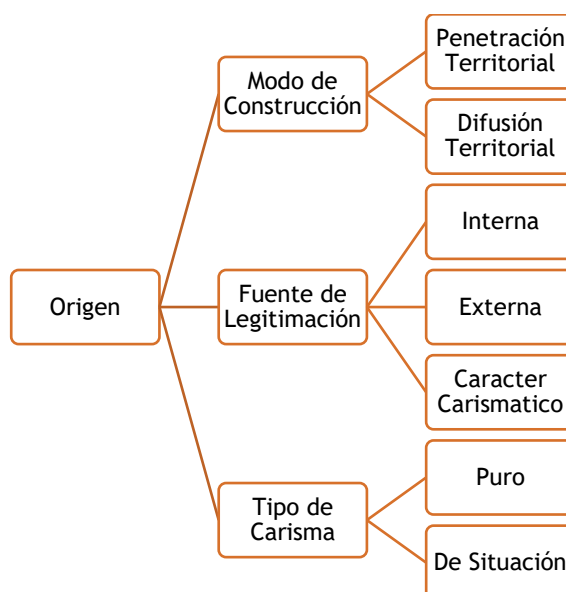 Origen
Modo de
Construcción
Penetración
Territorial
Difusión
Territorial
Fuente de
Legitimación
Interna
Externa
Caracter
Carismatico
Tipo de
Carisma
Puro
De Situación